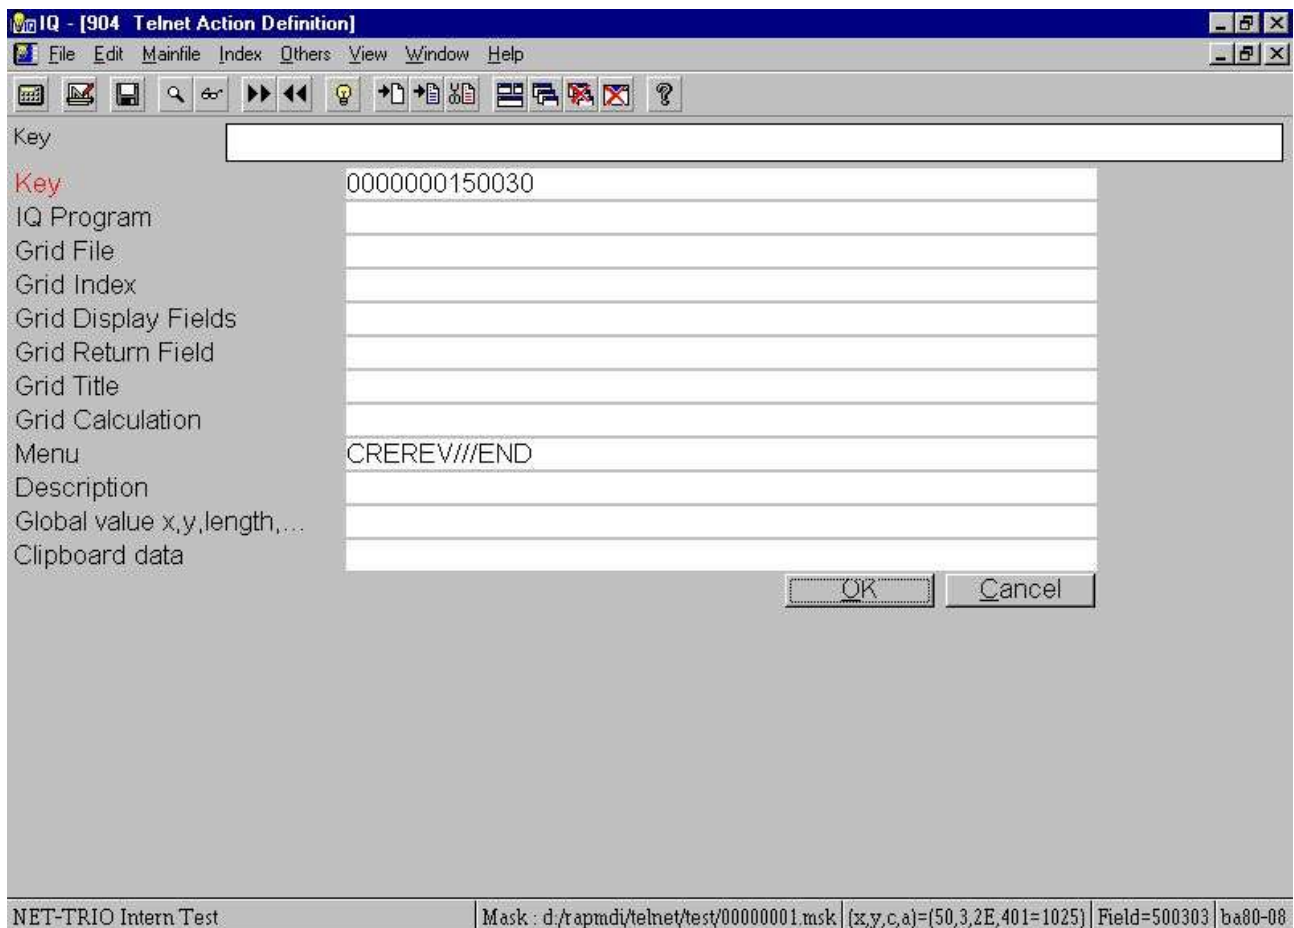 IQ - [904 Telnet Action Definition]
File Edit Mainfile Index Others View Window Help
Key
Key 0000000150030
IQ Program
Grid File
Grid Index
Grid Display Fields
Grid Return Field
Grid Title
Grid Calculation
Menu CREREV///END
Description
Global value x,y,length,...
Clipboard data
OK Cancel
NET-TRIO Intern Test Mask : d:/rapmdi/telnet/test/00000001.msk (x,y,c,a)=(50,3,2E,401=1025) Field=500303 ba80-08